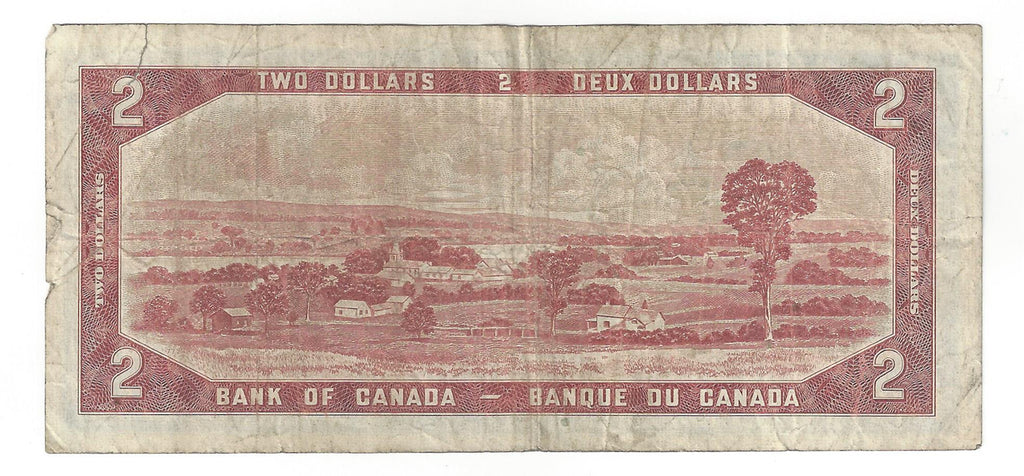 2 TWO DOLLARS 2 DEUX DOLLARS 2
TWO DOLLARS
DEUX DOLLARS
2 BANK OF CANADA — BANQUE DU CANADA 2